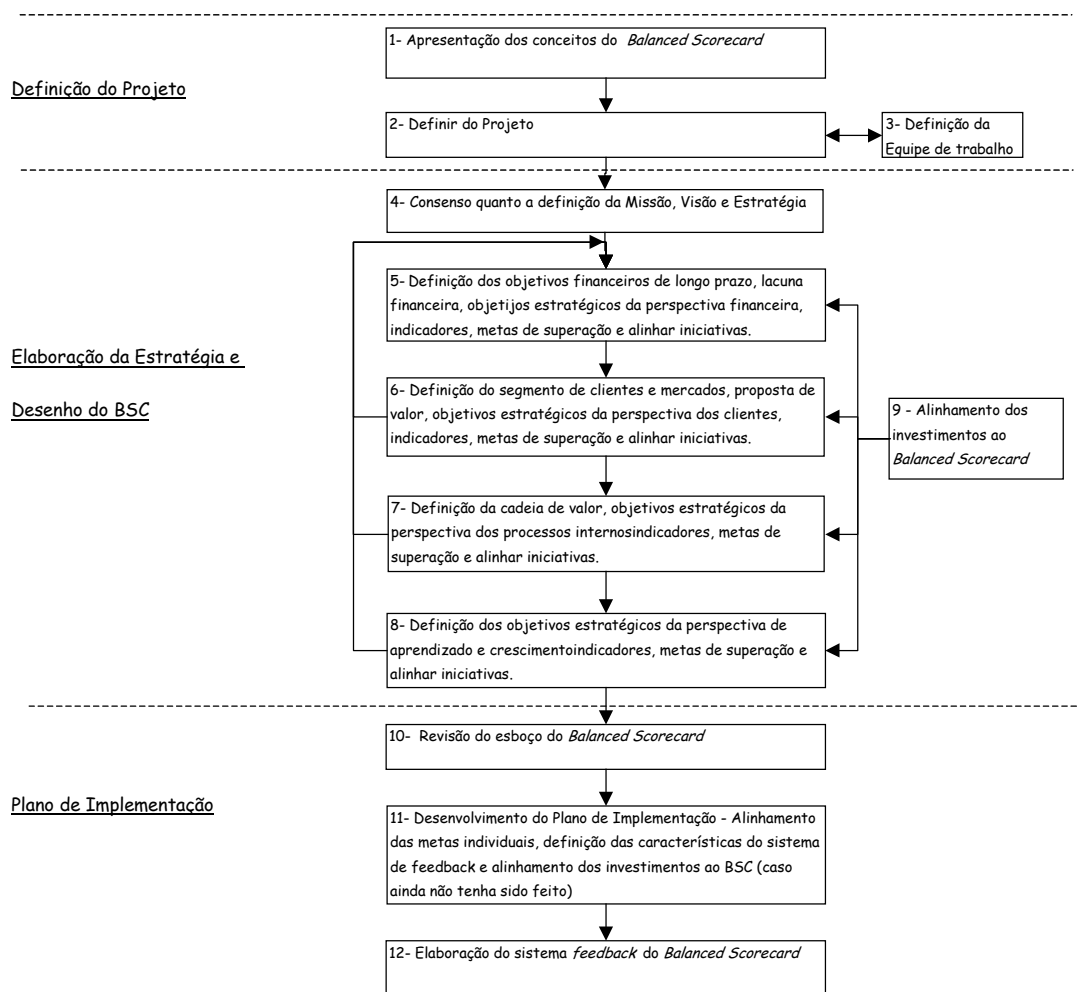 1- Apresentação dos conceitos do Balanced Scorecard
Definição do Projeto
2- Definir do Projeto
3- Definição da
Equipe de trabalho
4- Consenso quanto a definição da Missão, Visão e Estratégia
5- Definição dos objetivos financeiros de longo prazo, lacuna
financeira, objetijos estratégicos da perspectiva financeira,
indicadores, metas de superação e alinhar iniciativas.
Elaboração da Estratégia e
Desenho do BSC
6- Definição do segmento de clientes e mercados, proposta de
valor, objetivos estratégicos da perspectiva dos clientes,
indicadores, metas de superação e alinhar iniciativas.
9 - Alinhamento dos
investimentos ao
Balanced Scorecard
7- Definição da cadeia de valor, objetivos estratégicos da
perspectiva dos processos internosindicadores, metas de
superação e alinhar iniciativas.
8- Definição dos objetivos estratégicos da perspectiva de
aprendizado e crescimentoindicadores, metas de superação e
alinhar iniciativas.
10- Revisão do esboço do Balanced Scorecard
Plano de Implementação
11- Desenvolvimento do Plano de Implementação - Alinhamento
das metas individuais, definição das características do sistema
de feedback e alinhamento dos investimentos ao BSC (caso
ainda não tenha sido feito)
12- Elaboração do sistema feedback do Balanced Scorecard